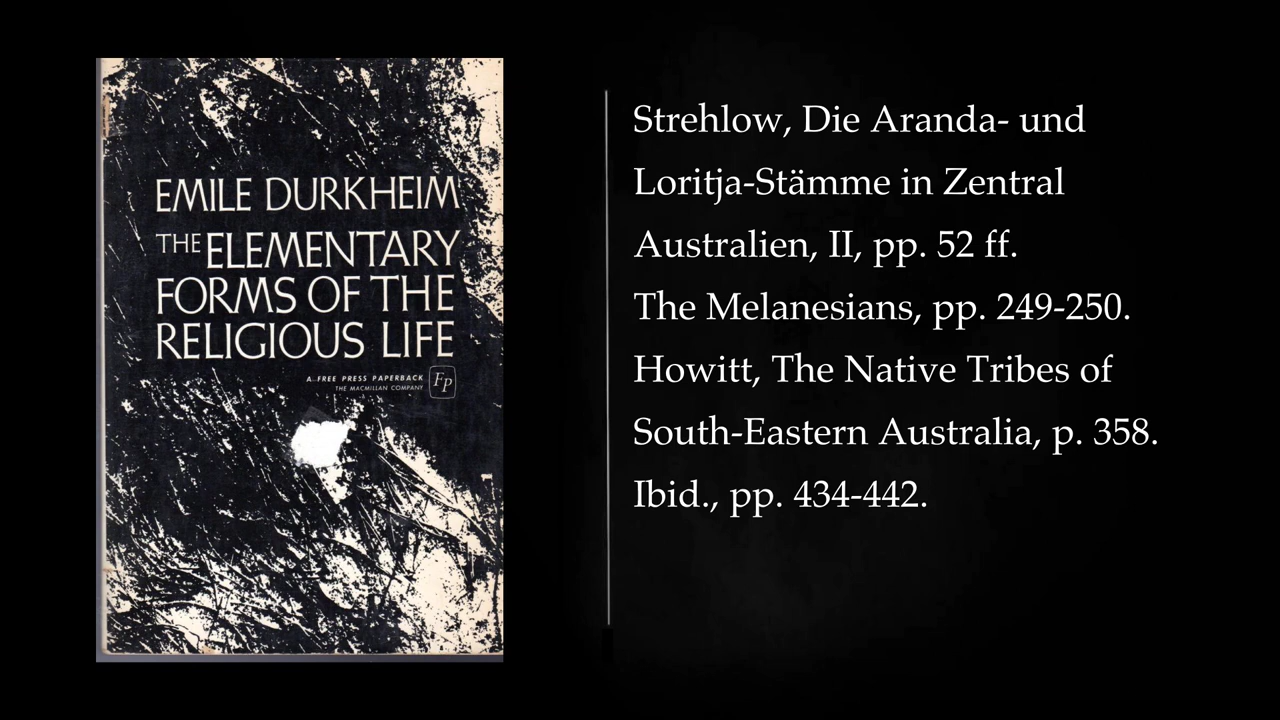 EMILE DURKHEIM
THE ELEMENTARY
FORMS OF THE
RELIGIOUS LIFE
A FREE PRESS PAPERBACK
THE MACMILLAN COMPANY
Fp
Strehlow, Die Aranda- und
Loritja-Stämme in Zentral
Australien, II, pp. 52 ff.
The Melanesians, pp. 249-250.
Howitt, The Native Tribes of
South-Eastern Australia, p. 358.
Ibid., pp. 434-442.